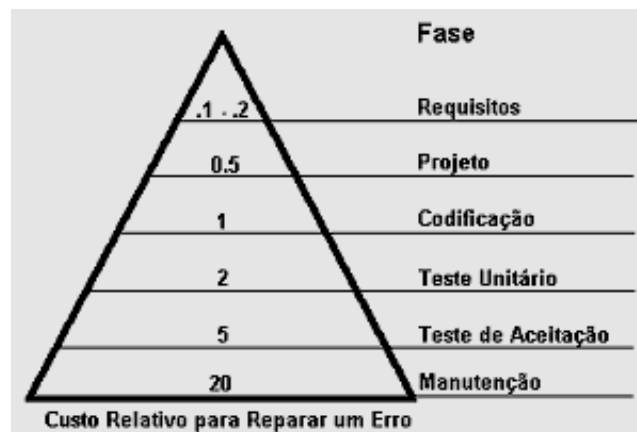 Fase
.1 - .2 Requisitos
0.5 Projeto
1 Codificação
2 Teste Unitário
5 Teste de Aceitação
20 Manutenção
Custo Relativo para Reparar um Erro